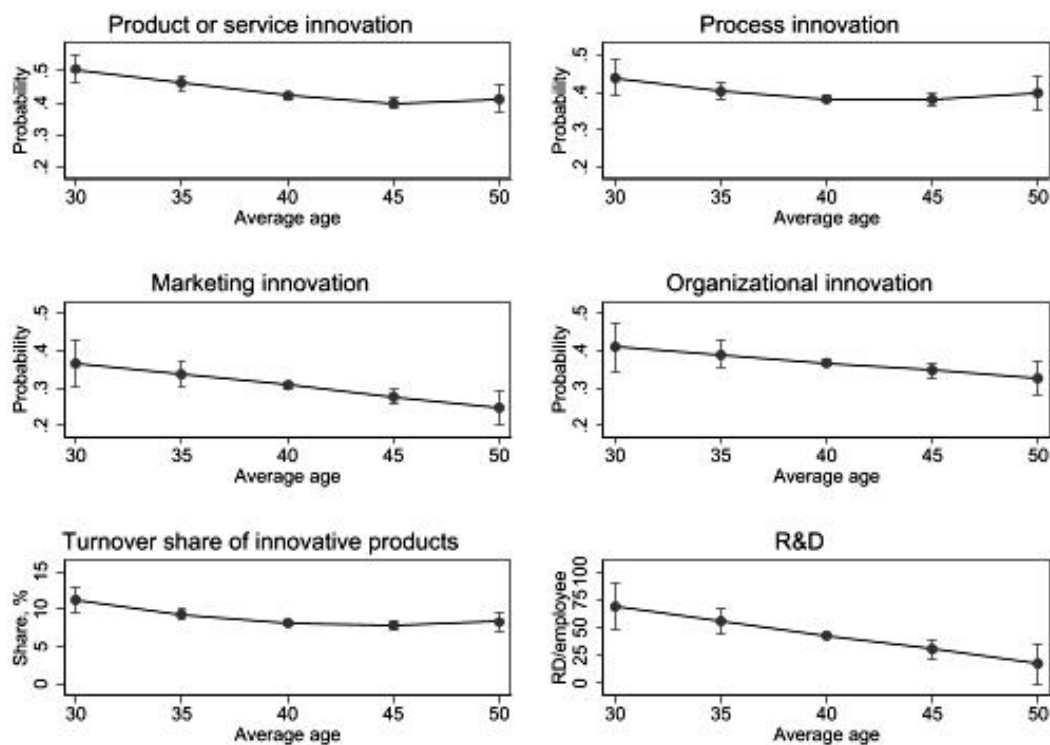 Product or service innovation
Probability
.5
.4
.3
.2
30 35 40 45 50
Average age
Process innovation
Probability
.5
.4
.3
.2
30 35 40 45 50
Average age
Marketing innovation
Probability
.5
.4
.3
.2
30 35 40 45 50
Average age
Organizational innovation
Probability
.5
.4
.3
.2
30 35 40 45 50
Average age
Turnover share of innovative products
Share, %
15
10
5
0
30 35 40 45 50
Average age
R&D
RD/employee
100
75
50
25
0
30 35 40 45 50
Average age